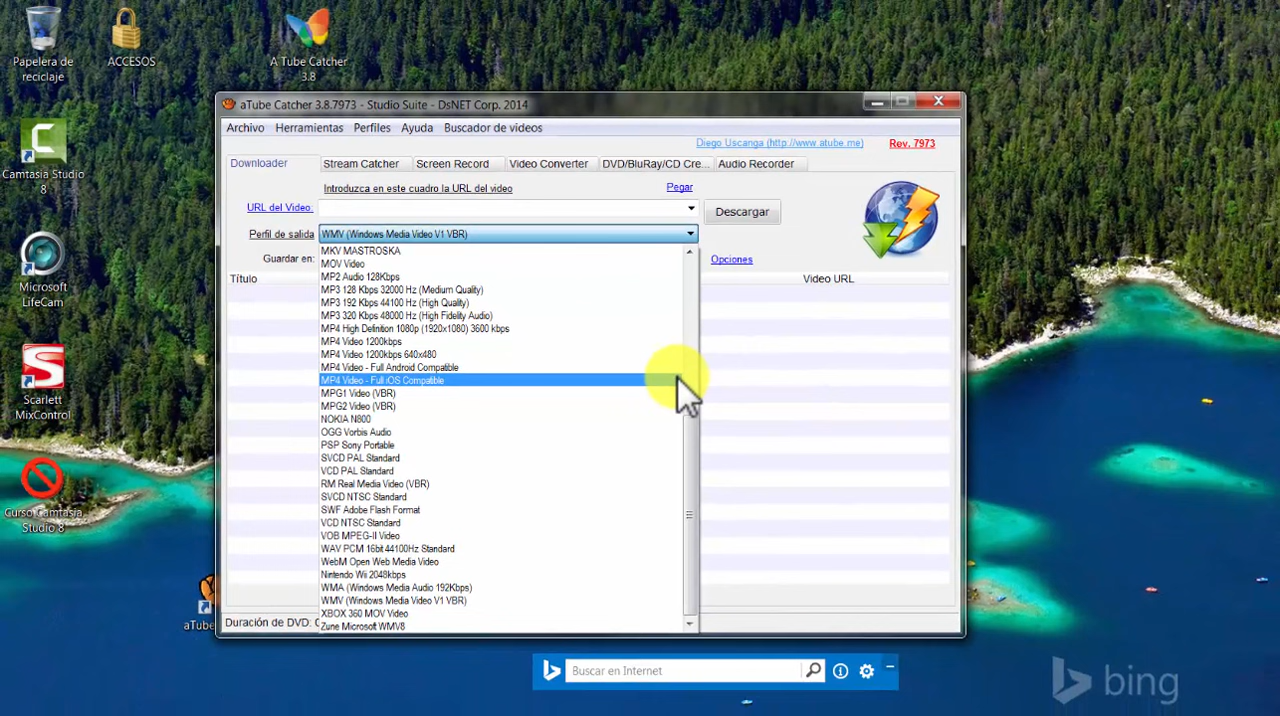 Papelera de
reciclaje
ACCESOS
A Tube Catcher
3.8
Camtasia Studio
8
Microsoft
LifeCam
Scarlett
MixControl
Curso Camtasia
Studio 8
aTube
aTube Catcher 3.8.7973 - Studio Suite - DsNET Corp. 2014
Archivo Herramientas Perfiles Ayuda Buscador de videos
Diego Uscanga (http://www.atube.me) Rev. 7973
Downloader Stream Catcher Screen Record Video Converter DVD/BluRay/CD Cre... Audio Recorder
Introduzca en este cuadro la URL del video Pegar
URL del Video: Descargar
Perfil de salida WMV (Windows Media Video V1 VBR)
Guardar en: Opciones
Título Video URL
MKV MASTROSKA
MOV Video
MP2 Audio 128Kbps
MP3 128 Kbps 32000 Hz (Medium Quality)
MP3 192 Kbps 44100 Hz (High Quality)
MP3 320 Kbps 48000 Hz (High Fidelity Audio)
MP4 High Definition 1080p (1920x1080) 3600 kbps
MP4 Video 1200kbps
MP4 Video 1200kbps 640x480
MP4 Video - Full Android Compatible
MP4 Video - Full iOS Compatible
MPG1 Video (VBR)
MPG2 Video (VBR)
NOKIA N800
OGG Vorbis Audio
PSP Sony Portable
SVCD PAL Standard
VCD PAL Standard
RM Real Media Video (VBR)
SVCD NTSC Standard
SWF Adobe Flash Format
VCD NTSC Standard
VOB MPEG-II Video
WAV PCM 16bit 44100Hz Standard
WebM Open Web Media Video
Nintendo Wii 2048kbps
WMA (Windows Media Audio 192Kbps)
WMV (Windows Media Video V1 VBR)
XBOX 360 MOV Video
Zune Microsoft WMV8
Duración de DVD:
Buscar en Internet
bing